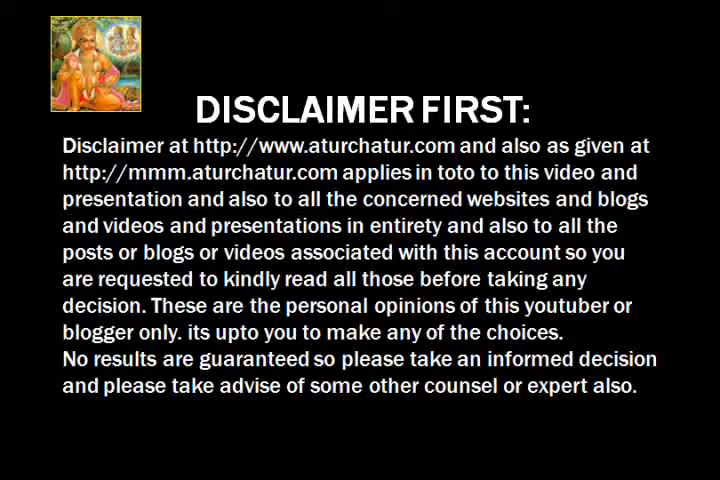 DISCLAIMER FIRST:
Disclaimer at http://www.aturchatur.com and also as given at
http://mmm.aturchatur.com applies in toto to this video and
presentation and also to all the concerned websites and blogs
and videos and presentations in entirety and also to all the
posts or blogs or videos associated with this account so you
are requested to kindly read all those before taking any
decision. These are the personal opinions of this youtuber or
blogger only. its upto you to make any of the choices.
No results are guaranteed so please take an informed decision
and please take advise of some other counsel or expert also.